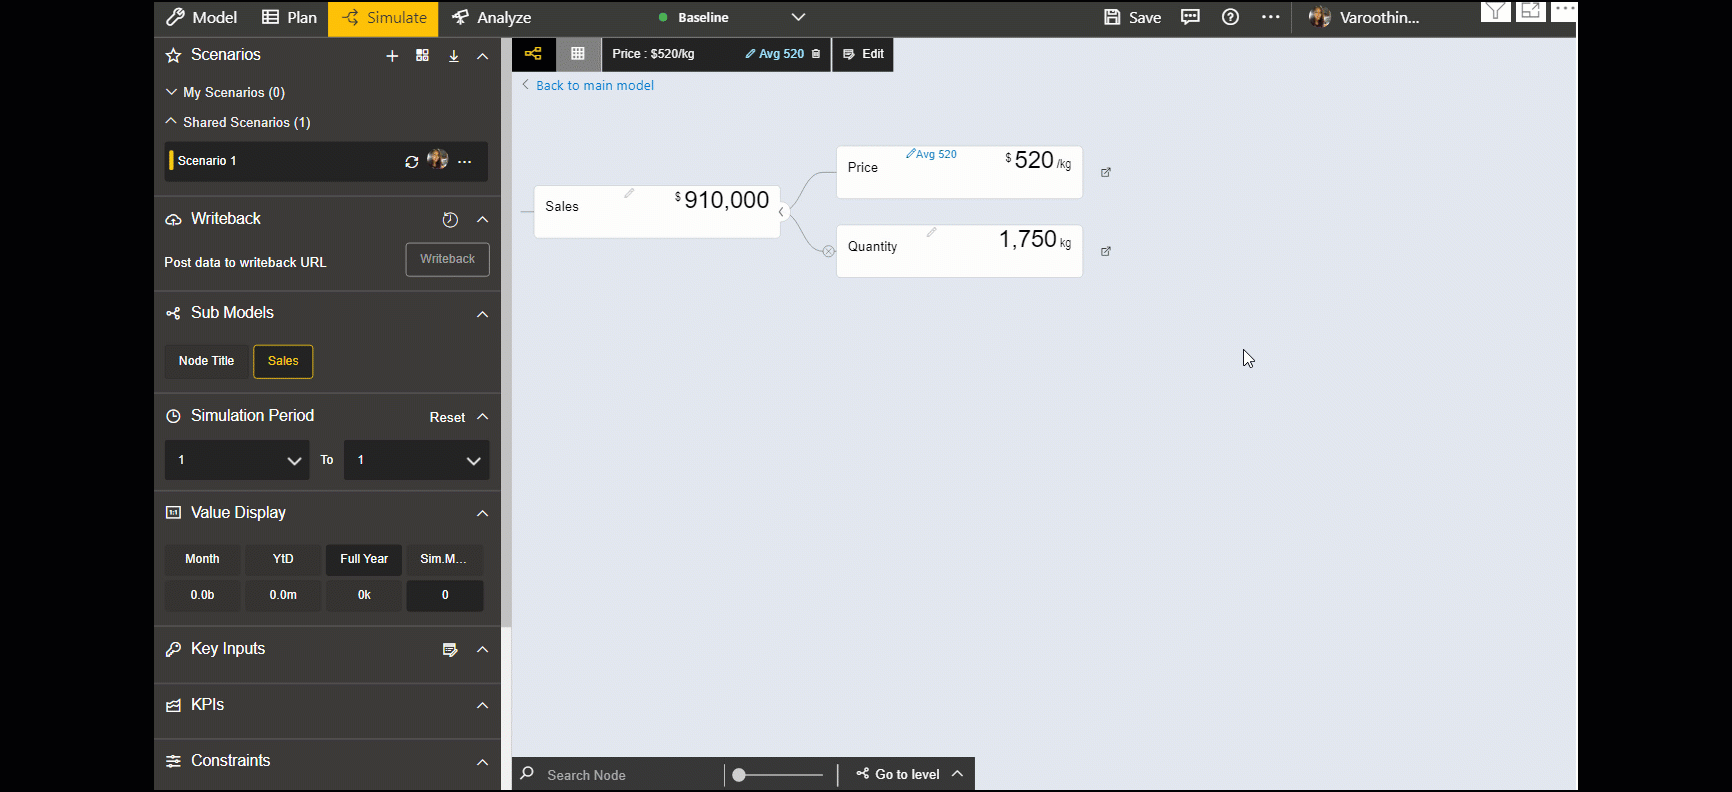 Model Plan Simulate Analyze Baseline Save Varoothin...
Scenarios
My Scenarios (0)
Shared Scenarios (1)
Scenario 1
Writeback
Post data to writeback URL Writeback
Sub Models
Node Title Sales
Simulation Period Reset
1 To 1
Value Display
Month YtD Full Year Sim.M...
0.0b 0.0m 0k 0
Key Inputs
KPIs
Constraints
Price : $520/kg Avg 520 Edit
Back to main model
Sales $ 910,000
Price Avg 520 $ 520 /kg
Quantity 1,750 kg
Search Node Go to level